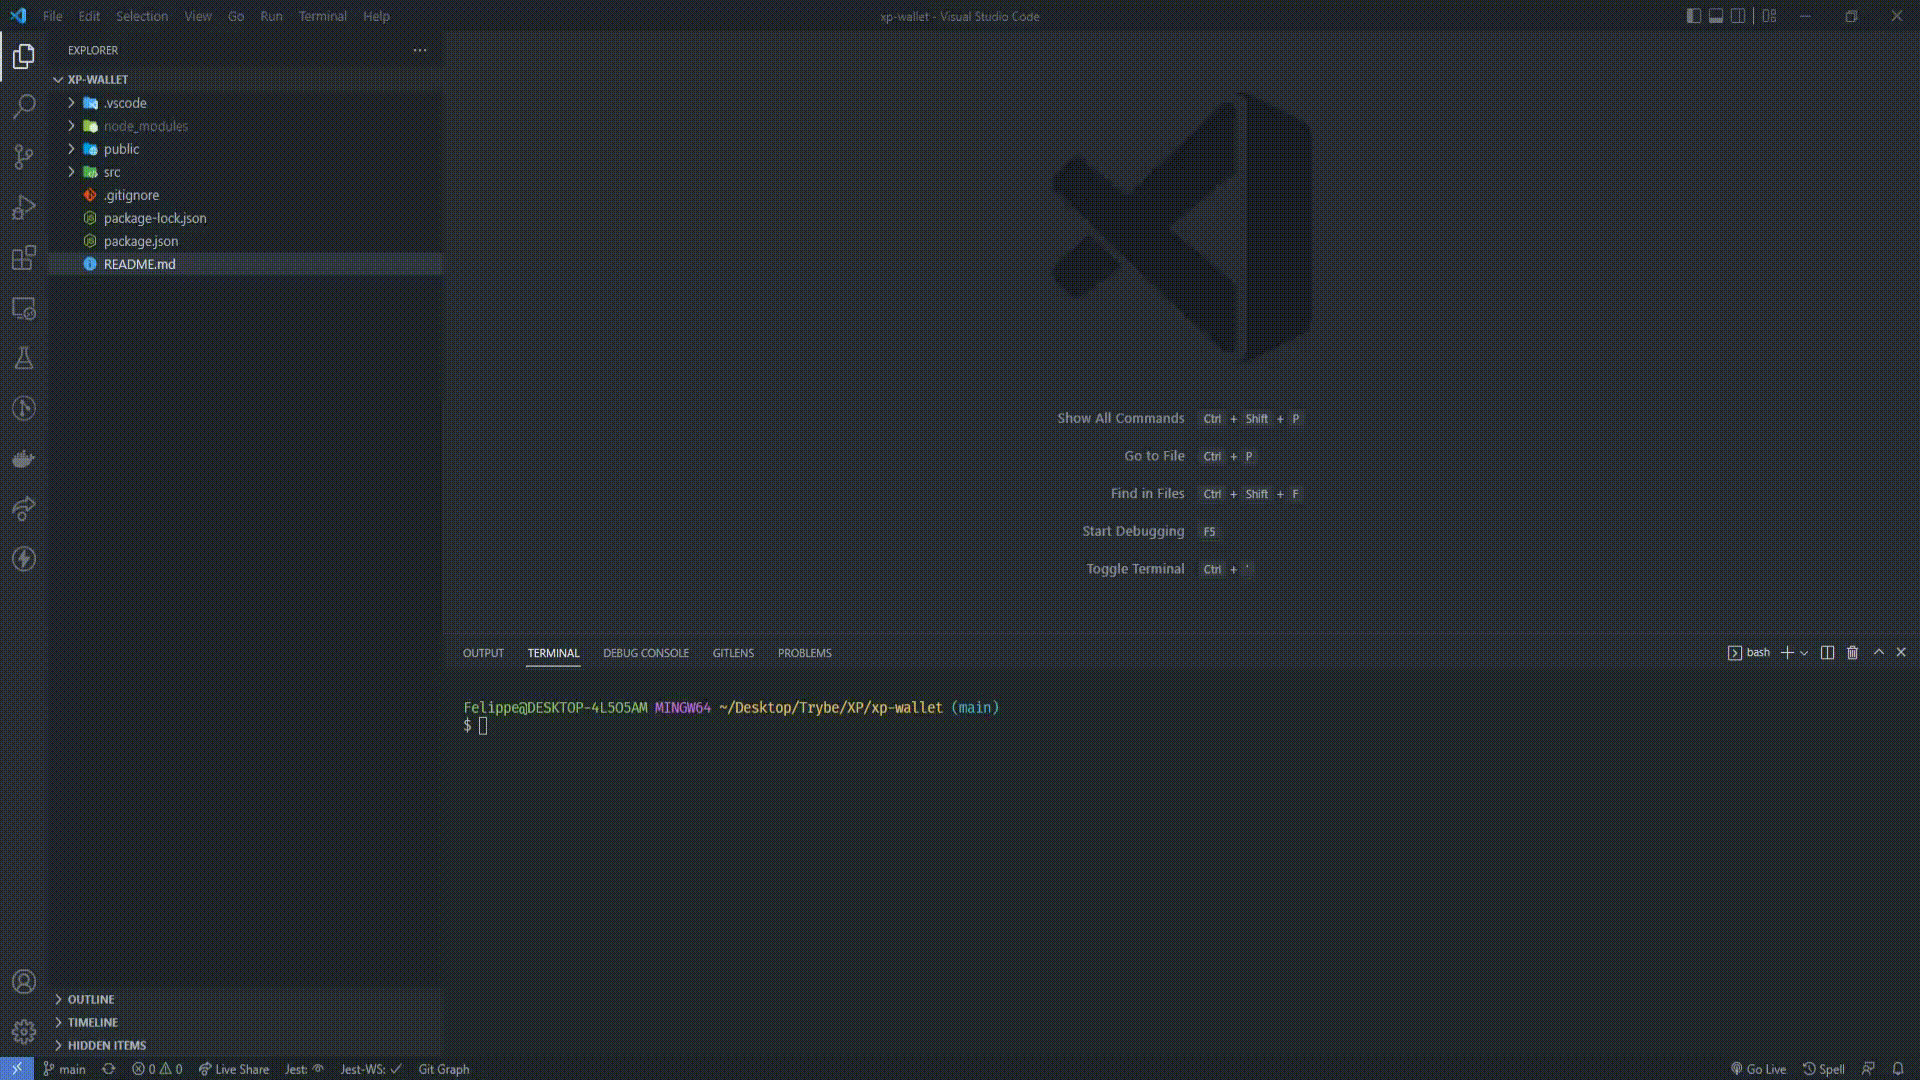 File Edit Selection View Go Run Terminal Help
xp-wallet - Visual Studio Code
EXPLORER
XP-WALLET
.vscode
node_modules
public
src
.gitignore
package-lock.json
package.json
README.md
Show All Commands Ctrl + Shift + P
Go to File Ctrl + P
Find in Files Ctrl + Shift + F
Start Debugging F5
Toggle Terminal Ctrl + `
OUTPUT TERMINAL DEBUG CONSOLE GITLENS PROBLEMS
bash
Felippe@DESKTOP-4L5O5AM MINGW64 ~/Desktop/Trybe/XP/xp-wallet (main)
$
OUTLINE
TIMELINE
HIDDEN ITEMS
main 0 0 Live Share Jest: Jest-WS: Git Graph
Go Live Spell